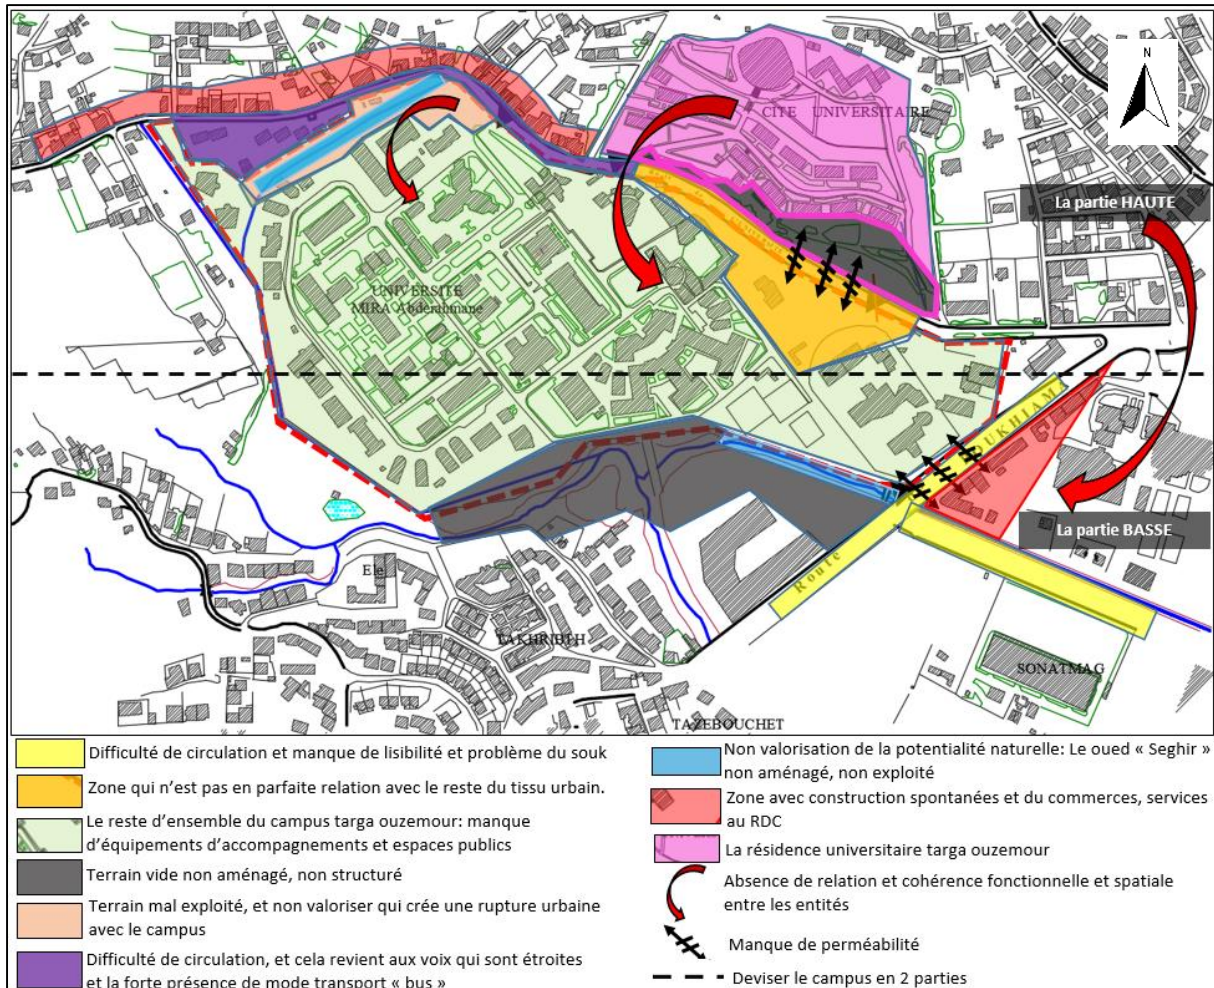 N
CITE UNIVERSITAIRE
La partie HAUTE
UNIVERSITE
MIRA Abderahmane
OUKHIAM
Route
La partie BASSE
Ele
TAKHRIBTH
SONATMAG
TAZEBOUCHET
Difficulté de circulation et manque de lisibilité et problème du souk
Zone qui n’est pas en parfaite relation avec le reste du tissu urbain.
Le reste d’ensemble du campus targa ouzemour: manque
d’équipements d’accompagnements et espaces publics
Terrain vide non aménagé, non structuré
Terrain mal exploité, et non valoriser qui crée une rupture urbaine
avec le campus
Difficulté de circulation, et cela revient aux voix qui sont étroites
et la forte présence de mode transport « bus »
Non valorisation de la potentialité naturelle: Le oued « Seghir »
non aménagé, non exploité
Zone avec construction spontanées et du commerces, services
au RDC
La résidence universitaire targa ouzemour
Absence de relation et cohérence fonctionnelle et spatiale
entre les entités
Manque de perméabilité
Deviser le campus en 2 parties